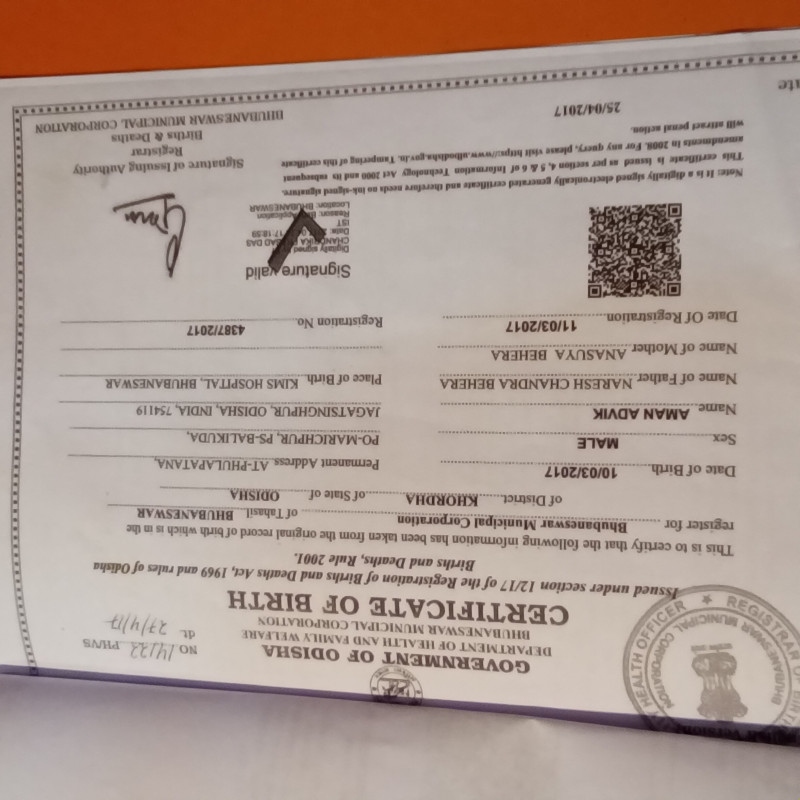 GOVERNMENT OF ODISHA
DEPARTMENT OF HEALTH AND FAMILY WELFARE
BHUBANESWAR MUNICIPAL CORPORATION
CERTIFICATE OF BIRTH
NO 14122 PH/VS
dt. 27/4/17
Issued under section 12/17 of the Registration of Births and Deaths, Act, 1969 and rules of Odisha
Births and Deaths, Rule, 2001.
This is to certify that the following information has been taken from the original record of birth which is in the
register for Bhubaneswar Municipal Corporation of Tahasil. BHUBANESWAR
of District. KHORDHA of State of ODISHA
Date of Birth. 10/03/2017
Permanent Address. AT-PHULAPATANA,
Sex MALE
PO-MARICHPUR, PS-BALIKUDA,
Name AMAN ADVIK
JAGATSINGHPUR, ODISHA, INDIA, 754119
Name of Father NARESH CHANDRA BEHERA
Place of Birth. KIMS HOSPITAL, BHUBANESWAR
Name of Mother ANASUYA BEHERA
Date Of Registration 11/03/2017
Registration No 4387/2017
Signature valid
Digitally signed
DAS
IST
Location: BHUBANESWAR
Note: It is a digitally signed electronically generated certificate and therefore needs no ink-signed signature.
This certificate is issued as per section 4, 5 & 6 of Information Technology Act 2000 and its subsequent
amendments in 2008. For any query, please visit https://www.ulbodisha.gov.in. Tampering of this certificate
will attract penal action.
25/04/2017
Signature of Issuing Authority
Registrar
Births & Deaths
BHUBANESWAR MUNICIPAL CORPORATION
HEALTH OFFICER ★ REGISTRAR OF BIRTH
BHUBANESWAR MUNICIPAL CORPORATION